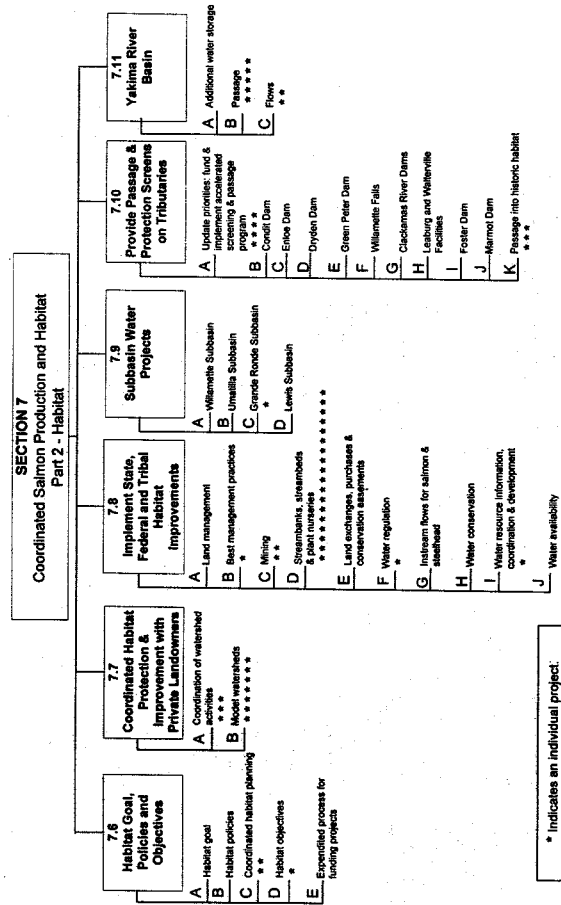 SECTION 7
Coordinated Salmon Production and Habitat
Part 2 - Habitat
7.6
Habitat Goal,
Policies and
Objectives
A Habitat goal
B Habitat policies
C Coordinated habitat planning
**
D Habitat objectives
*
E Expendited process for
funding projects
7.7
Coordinated Habitat
Protection &
Improvement with
Private Landowners
A Coordination of watershed
activities
***
B Model watersheds
*******
7.8
Implement State,
Federal and Tribal
Habitat
Improvements
A Land management
B Best management practices
*
C Mining
**
D Streambanks, streambeds
& plant nurseries
E Land exchanges, purchases &
conservation easements
F Water regulation
*
G Instream flows for salmon &
steelhead
H Water conservation
I Water resource information,
coordination & development
*
J Water availability
7.9
Subbasin Water
Projects
A Willamette Subbasin
B Umatilla Subbasin
C Grande Ronde Subbasin
*
D Lewis Subbasin
7.10
Provide Passage &
Protection Screens
on Tributaries
A Update priorities: fund &
implement accelerated
screening & passage
program
****
B Condit Dam
C Enloe Dam
D Dryden Dam
E Green Peter Dam
F Willamette Falls
G Clackamas River Dams
H Leaburg and Walterville
Facilities
I Foster Dam
J Marmot Dam
K Passage into historic habitat
***
7.11
Yakima River
Basin
A Additional water storage
B Passage
*****
C Flows
**
* Indicates an individual project.